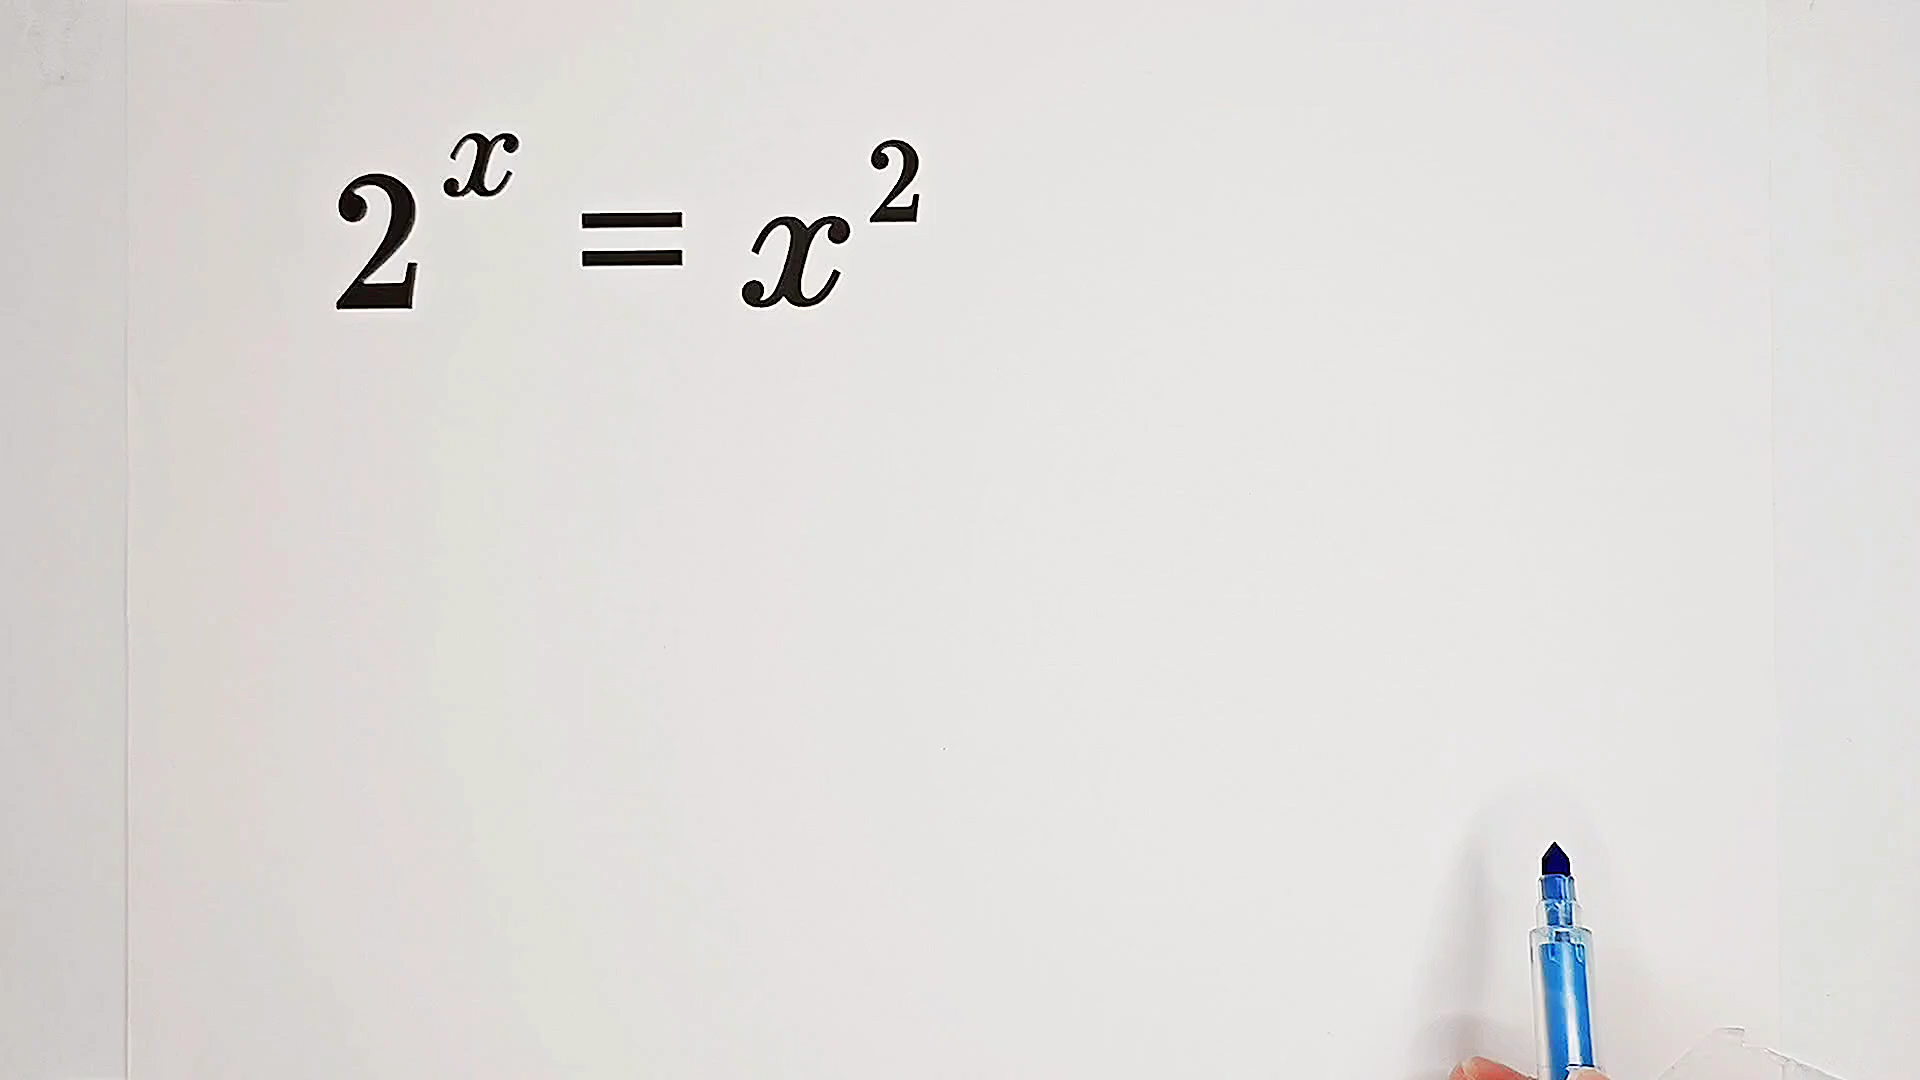 2^x = x^2